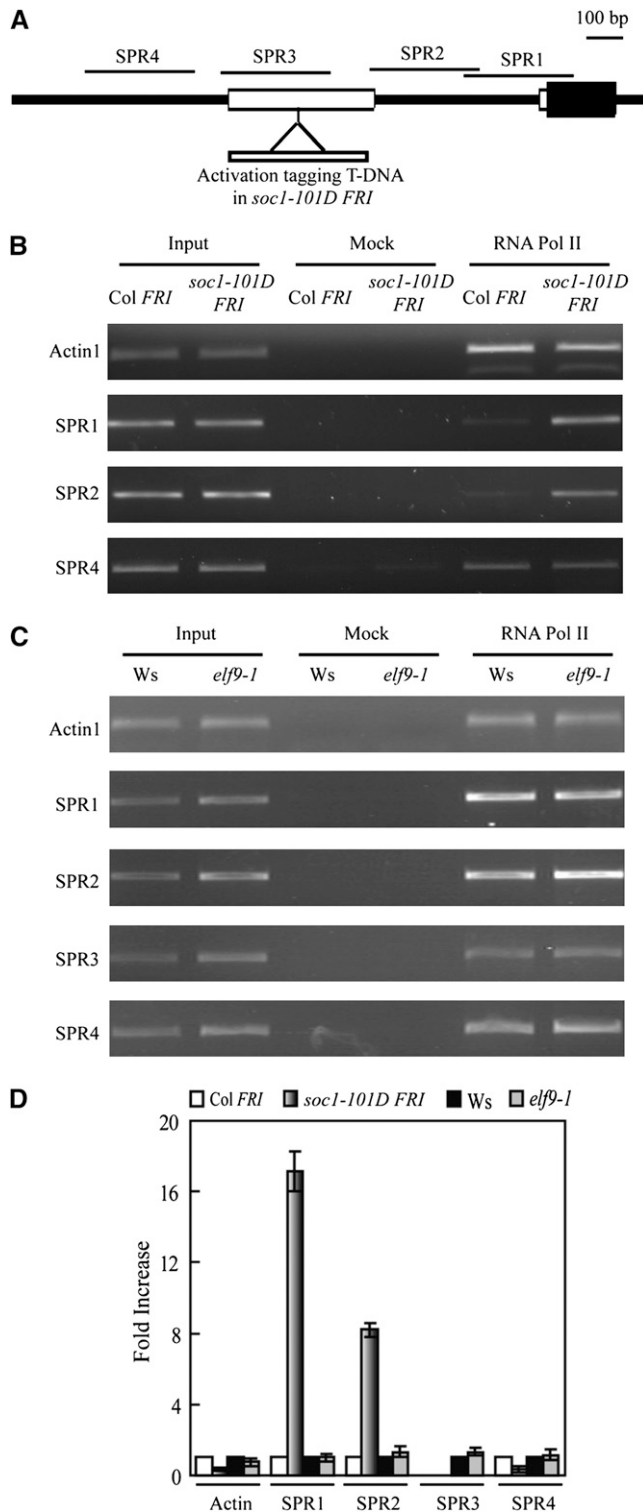 A
100 bp
SPR4
SPR3
SPR2
SPR1
Activation tagging T-DNA
in soc1-101D FRI
B
Input Mock RNA Pol II
Col FRI soc1-101D FRI Col FRI soc1-101D FRI Col FRI soc1-101D FRI
Actin1
SPR1
SPR2
SPR4
C
Input Mock RNA Pol II
Ws elf9-1 Ws elf9-1 Ws elf9-1
Actin1
SPR1
SPR2
SPR3
SPR4
D
Col FRI soc1-101D FRI Ws elf9-1
Fold Increase
20
16
12
8
4
0
Actin SPR1 SPR2 SPR3 SPR4